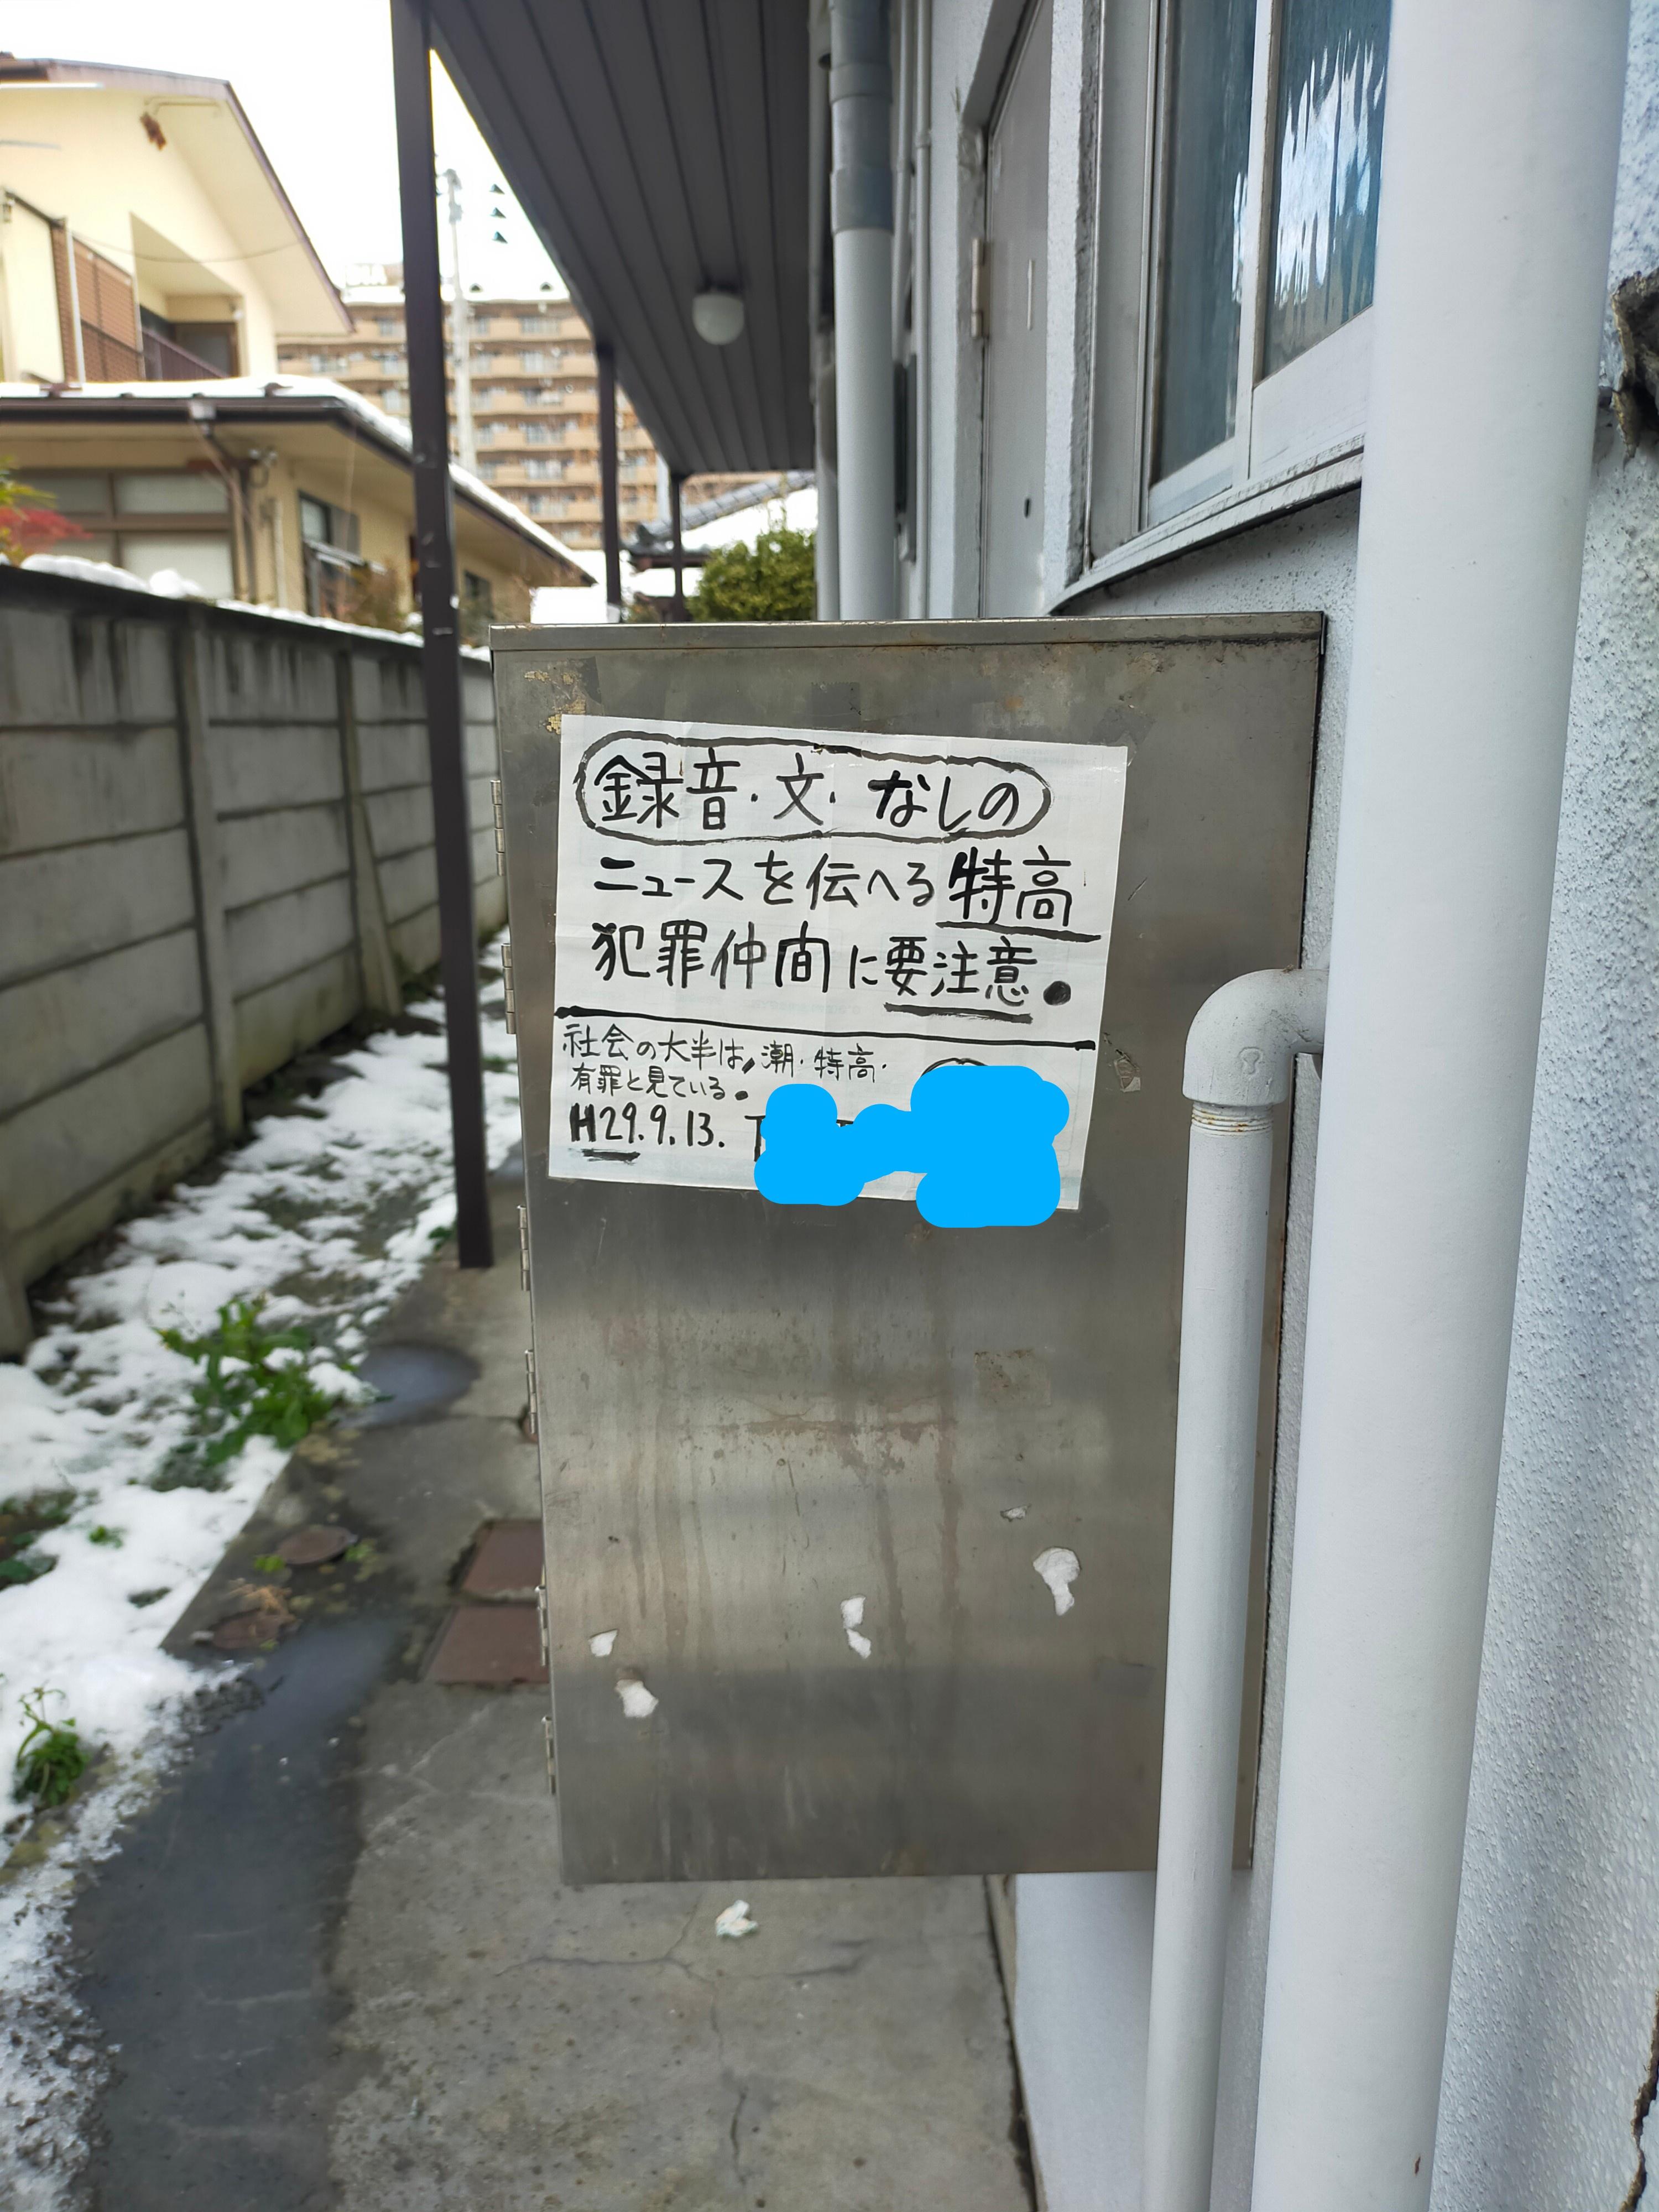 録音・文・なしの
ニュースを伝へる特高
犯罪仲間に要注意。
社会の大半は、潮・特高・
有罪と見ている。
H29.9.13.